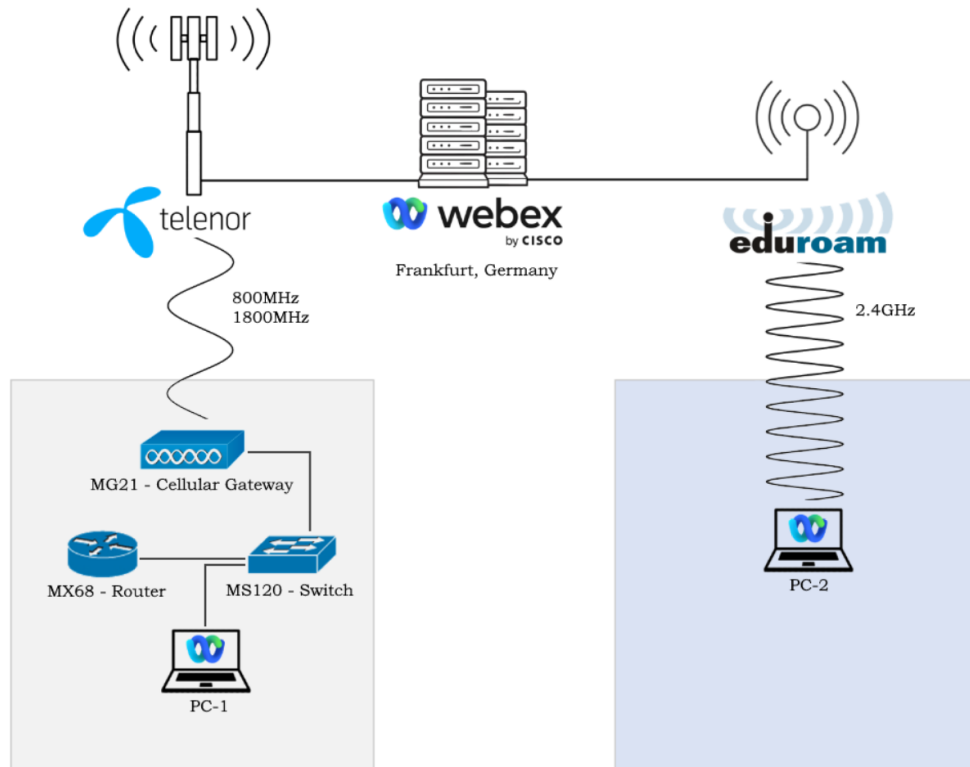 telenor
webex
by CISCO
Frankfurt, Germany
eduroam
800MHz
1800MHz
2.4GHz
MG21 - Cellular Gateway
MX68 - Router
MS120 - Switch
PC-1
PC-2